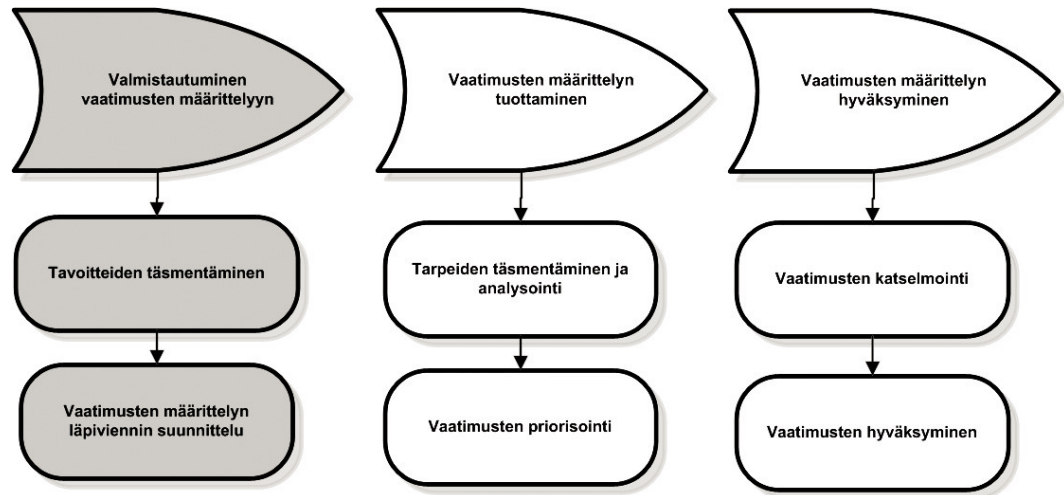 Valmistautuminen
vaatimusten määrittelyyn
Vaatimusten määrittelyn
tuottaminen
Vaatimusten määrittelyn
hyväksyminen
Tavoitteiden täsmentäminen
Tarpeiden täsmentäminen ja
analysointi
Vaatimusten katselmointi
Vaatimusten määrittelyn
läpiviennin suunnittelu
Vaatimusten priorisointi
Vaatimusten hyväksyminen